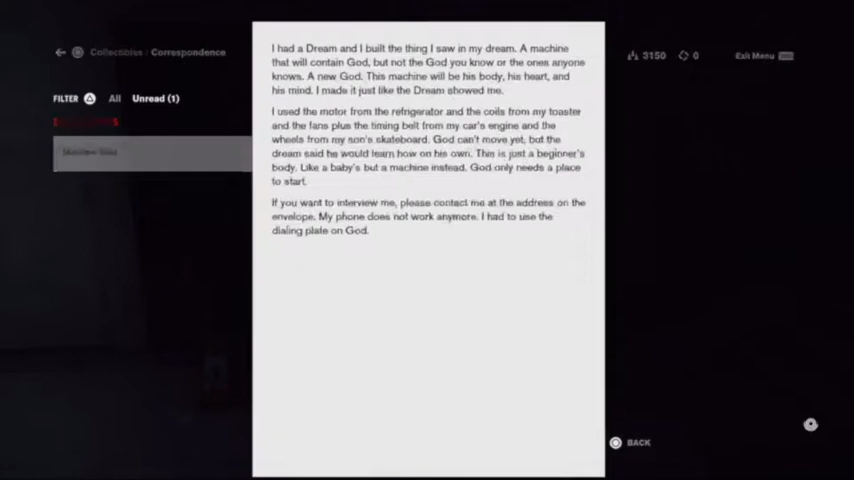 Collectibles / Correspondence
3150
0
Exit Menu
FILTER
All
Unread (1)
I had a Dream and I built the thing I saw in my dream. A machine
that will contain God, but not the God you know or the ones anyone
knows. A new God. This machine will be his body, his heart, and
his mind. I made it just like the Dream showed me.
I used the motor from the refrigerator and the coils from my toaster
and the fans plus the timing belt from my car's engine and the
wheels from my son's skateboard. God can't move yet, but the
dream said he would learn how on his own. This is just a beginner's
body. Like a baby's but a machine instead. God only needs a place
to start.
If you want to interview me, please contact me at the address on the
envelope. My phone does not work anymore. I had to use the
dialing plate on God.
BACK